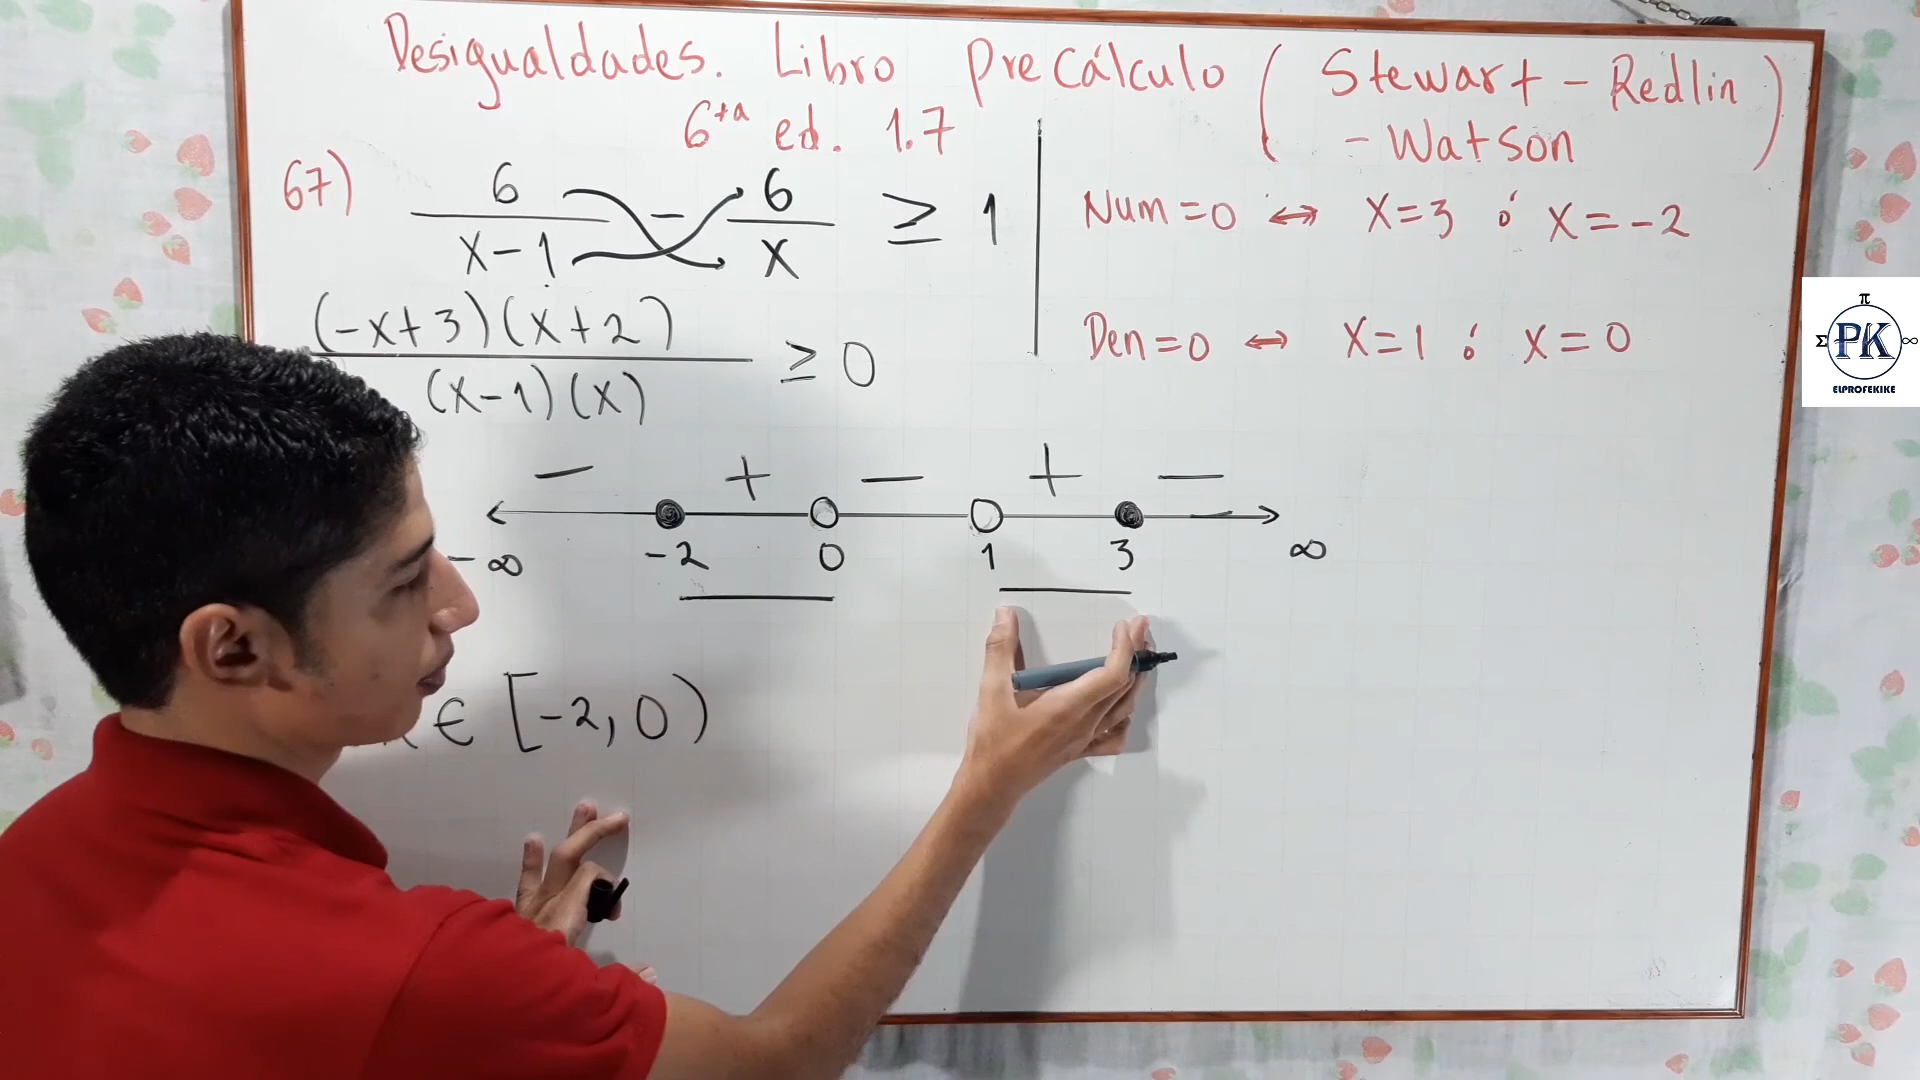 Desigualdades. Libro Precálculo (Stewart - Redlin - Watson)
6ta ed. 1.7
67) 6/(x-1) - 6/x ≥ 1
(-x+3)(x+2)/(x-1)(x) ≥ 0
Num=0 ↔ x=3 ó x=-2
Den=0 ↔ x=1 ó x=0
- + - + -
-∞ -2 0 1 3 ∞
∈ [-2, 0)
π
Σ PK ∞
ELPROFEKIKE